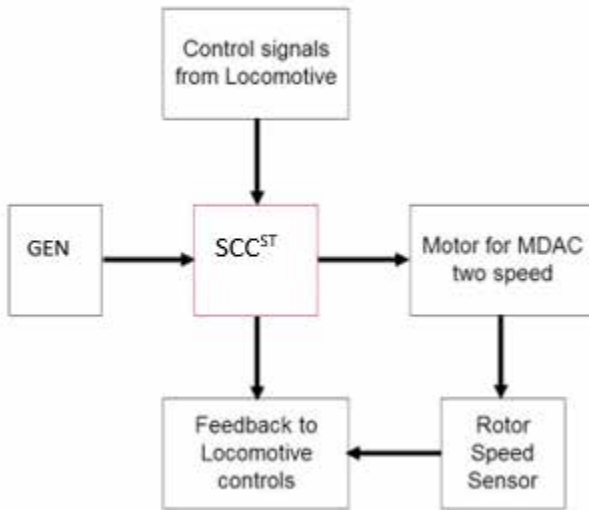 Control signals
from Locomotive
GEN
SCC^ST
Motor for MDAC
two speed
Feedback to
Locomotive
controls
Rotor
Speed
Sensor